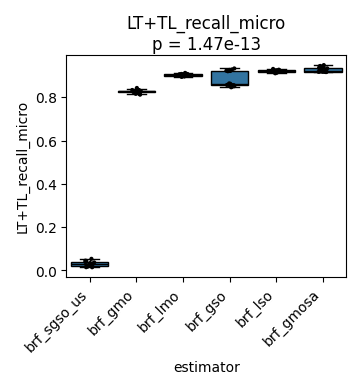 LT+TL_recall_micro
p = 1.47e-13
LT+TL_recall_micro
0.8
0.6
0.4
0.2
0.0
brf_sgso_us
brf_gmo
brf_lmo
brf_gso
brf_lso
brf_gmosa
estimator